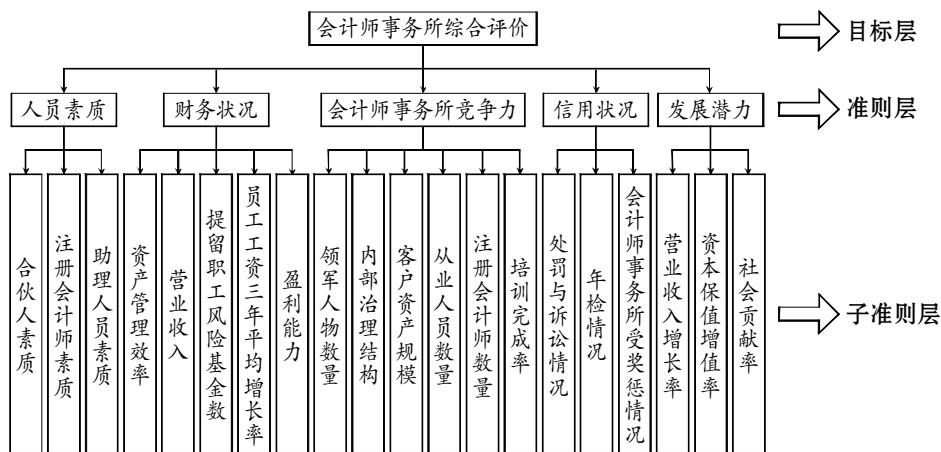 会计师事务所综合评价
目标层
人员素质
财务状况
会计师事务所竞争力
信用状况
发展潜力
准则层
合伙人素质
注册会计师素质
助理人员素质
资产管理效率
营业收入
提留职工风险基金数
员工工资三年平均增长率
盈利能力
领军人物数量
内部治理结构
客户资产规模
从业人员数量
注册会计师数量
培训完成率
处罚与诉讼情况
年检情况
会计师事务所受奖惩情况
营业收入增长率
资本保值增值率
社会贡献率
子准则层